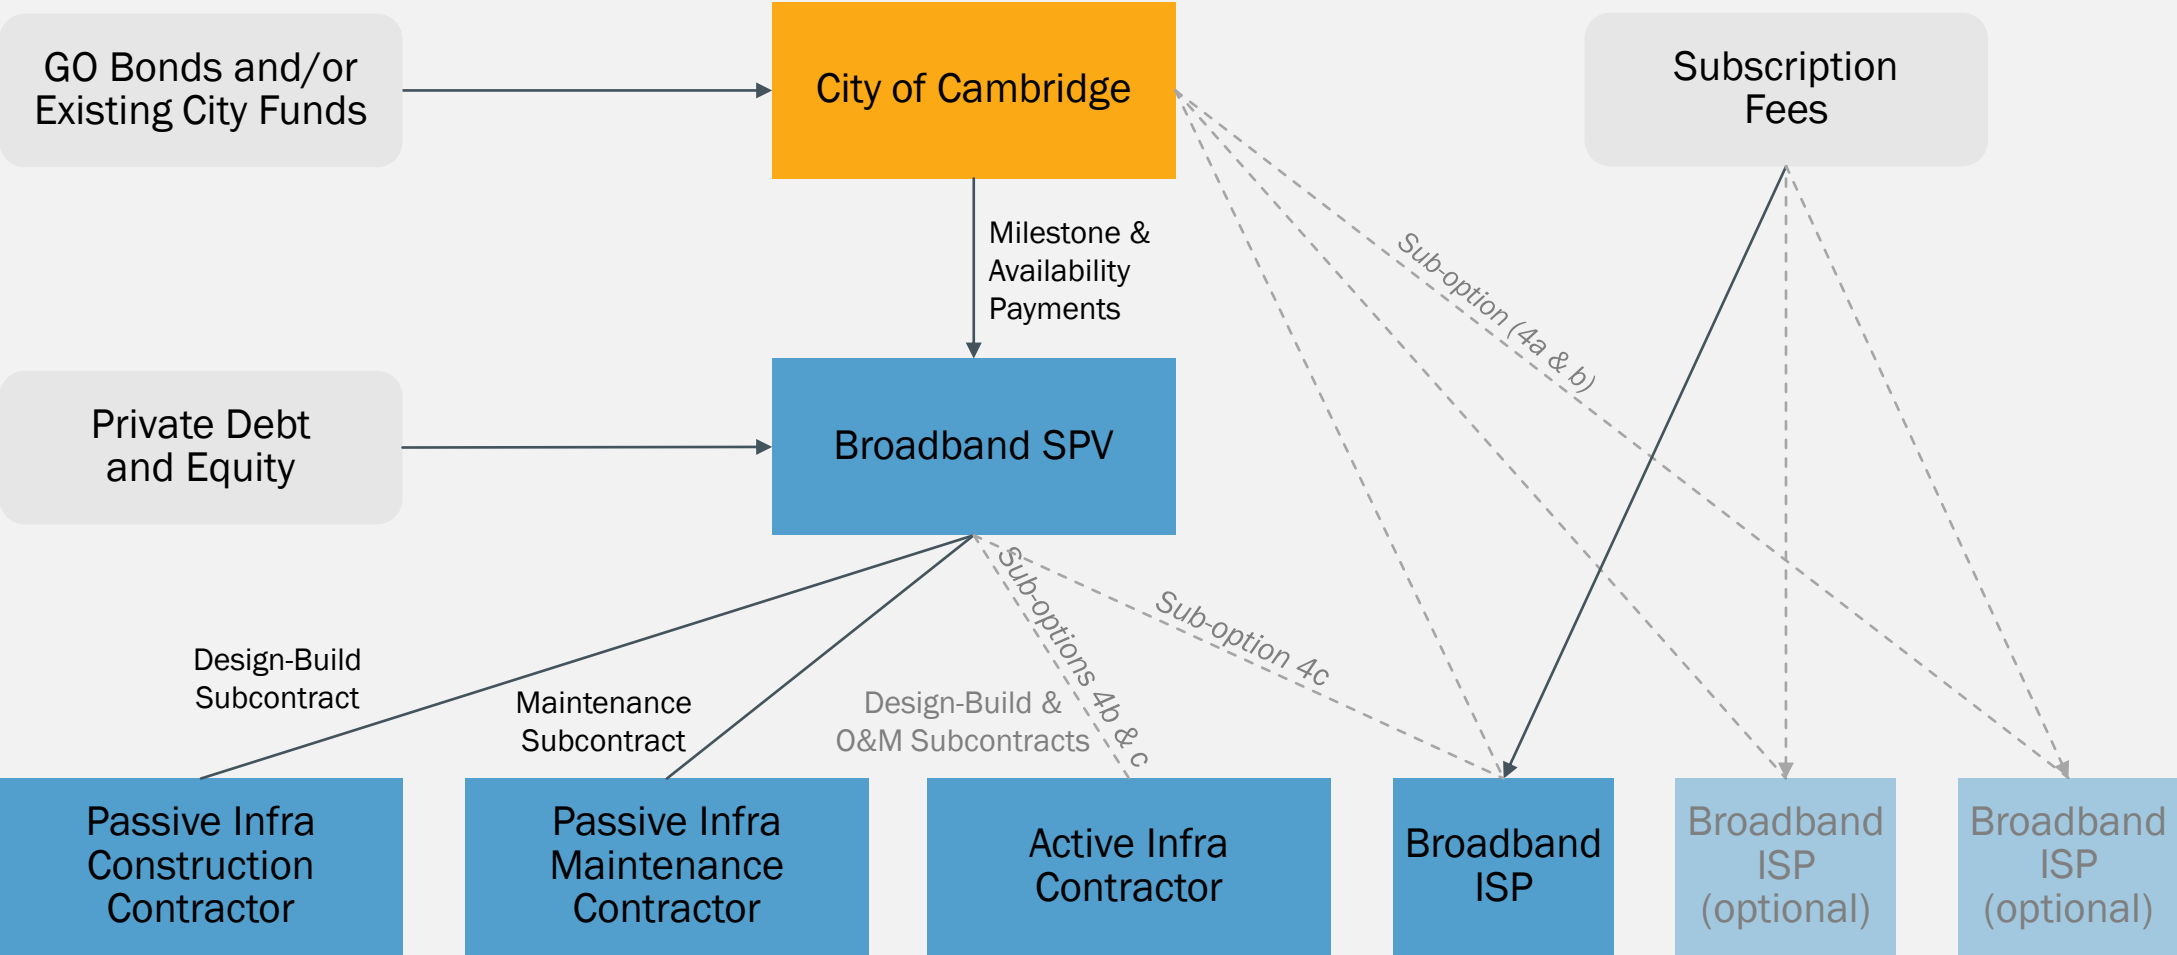 GO Bonds and/or
Existing City Funds
City of Cambridge
Subscription
Fees
Milestone &
Availability
Payments
Sub-option (4a & b)
Private Debt
and Equity
Broadband SPV
Sub-options 4b & c
Sub-option 4c
Design-Build
Subcontract
Maintenance
Subcontract
Design-Build &
O&M Subcontracts
Passive Infra
Construction
Contractor
Passive Infra
Maintenance
Contractor
Active Infra
Contractor
Broadband
ISP
Broadband
ISP
(optional)
Broadband
ISP
(optional)